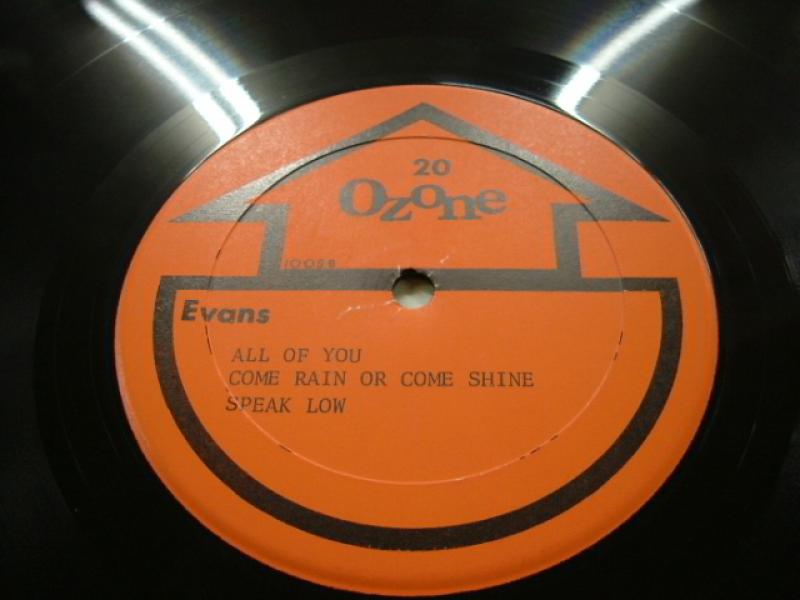 20
Ozone
Evans
ALL OF YOU
COME RAIN OR COME SHINE
SPEAK LOW